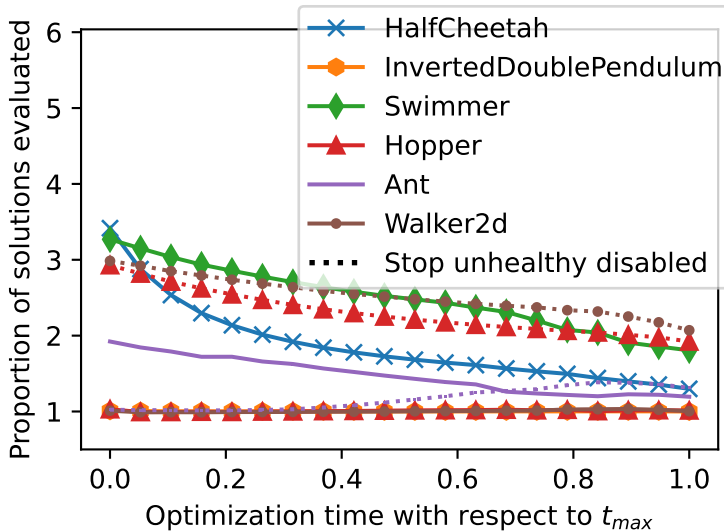 HalfCheetah
InvertedDoublePendulum
Swimmer
Hopper
Ant
Walker2d
Stop unhealthy disabled
Proportion of solutions evaluated
6
5
4
3
2
1
0.0 0.2 0.4 0.6 0.8 1.0
Optimization time with respect to t_max